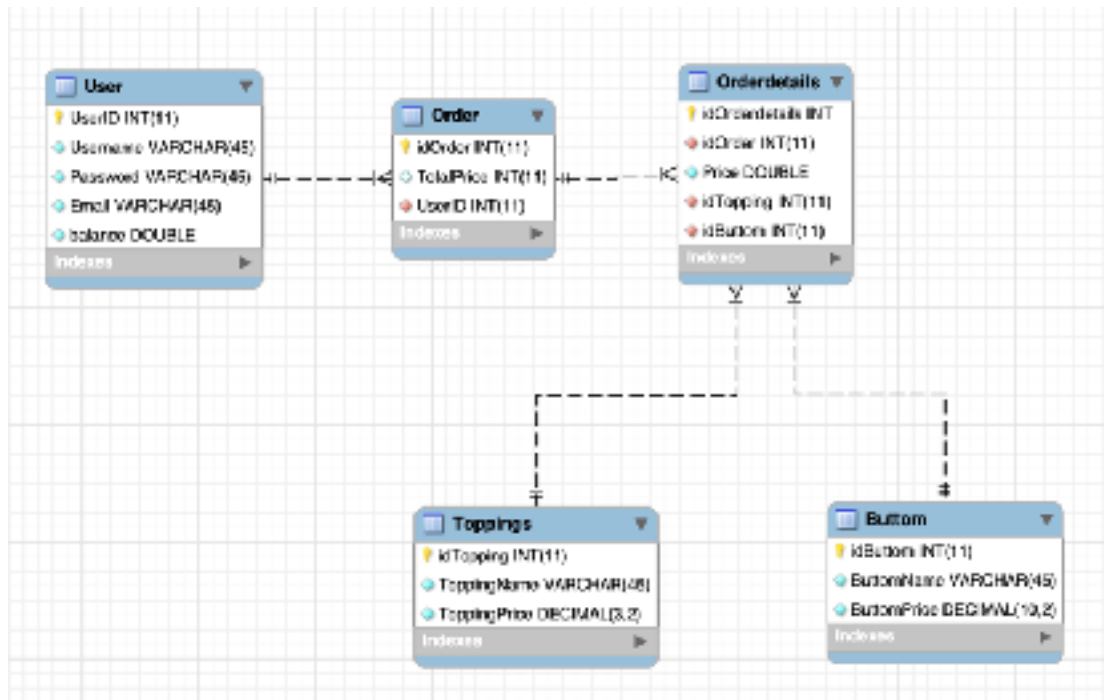 User
UserID INT(11)
Username VARCHAR(45)
Password VARCHAR(45)
Email VARCHAR(45)
balance DOUBLE
Indexes
Order
idOrder INT(11)
TotalPrice INT(11)
UserID INT(11)
Indexes
Orderdetails
idOrderdetails INT
idOrder INT(11)
Price DOUBLE
idTopping INT(11)
idButtom INT(11)
Indexes
Toppings
idTopping INT(11)
ToppingName VARCHAR(45)
ToppingPrice DECIMAL(3,2)
Indexes
Buttom
idButtom INT(11)
ButtomName VARCHAR(45)
ButtomPrice DECIMAL(10,2)
Indexes